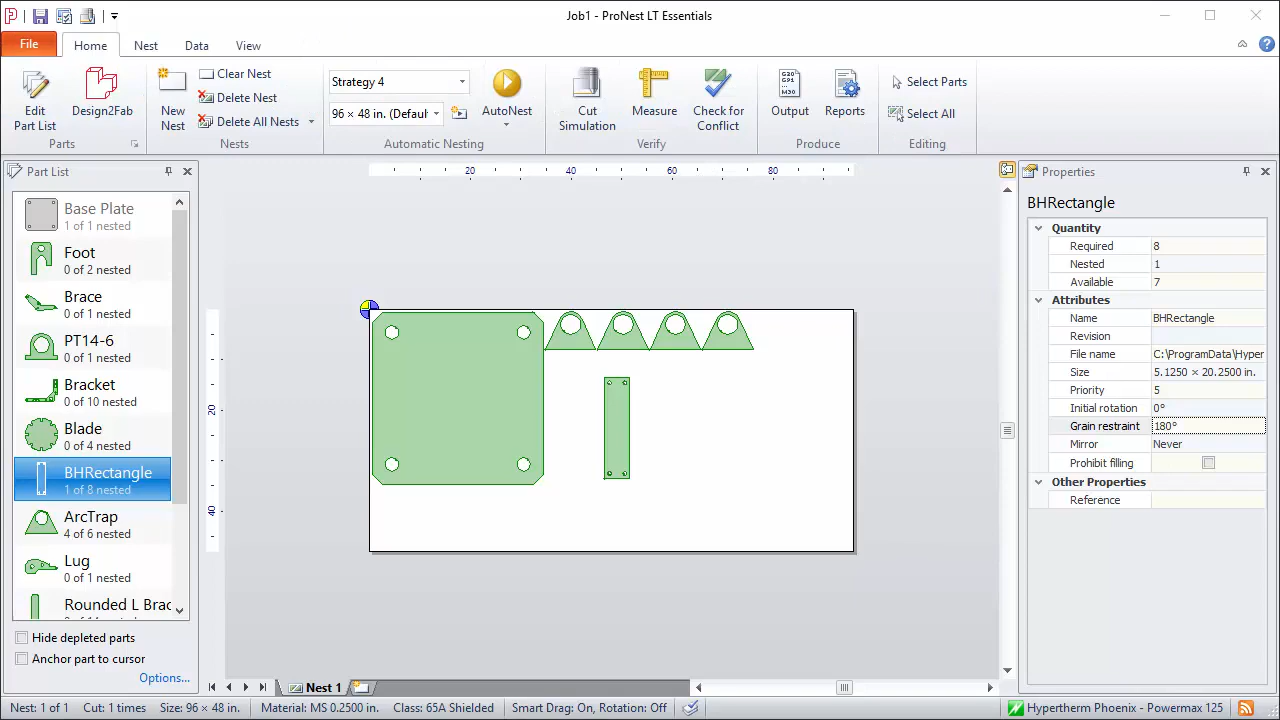 Job1 - ProNest LT Essentials
File
Home
Nest
Data
View
Edit
Part List
Design2Fab
Parts
New
Nest
Clear Nest
Delete Nest
Delete All Nests
Nests
Strategy 4
96 × 48 in. (Defaul
AutoNest
Automatic Nesting
Cut
Simulation
Measure
Check for
Conflict
Verify
G30
G91
M30
Output
Reports
Produce
Select Parts
Select All
Editing
Part List
Base Plate
1 of 1 nested
Foot
0 of 2 nested
Brace
0 of 1 nested
PT14-6
0 of 1 nested
Bracket
0 of 10 nested
Blade
0 of 4 nested
BHRectangle
1 of 8 nested
ArcTrap
4 of 6 nested
Lug
0 of 1 nested
Rounded L Brac
Hide depleted parts
Anchor part to cursor
Options...
20
40
60
80
20
40
Nest 1
Properties
BHRectangle
Quantity
Required 8
Nested 1
Available 7
Attributes
Name BHRectangle
Revision
File name C:\ProgramData\Hyper
Size 5.1250 × 20.2500 in.
Priority 5
Initial rotation 0°
Grain restraint 180°
Mirror Never
Prohibit filling
Other Properties
Reference
Nest: 1 of 1 Cut: 1 times Size: 96 × 48 in. Material: MS 0.2500 in. Class: 65A Shielded Smart Drag: On, Rotation: Off Hypertherm Phoenix - Powermax 125